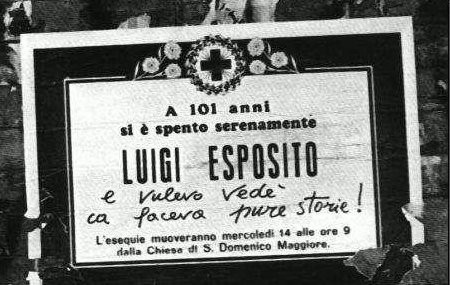 A 101 anni
si è spento serenamente
LUIGI ESPOSITO
e vulevo vedè
ca faceva pure storie!
L'esequie muoveranno mercoledì 14 alle ore 9
dalla Chiesa di S. Domenico Maggiore.